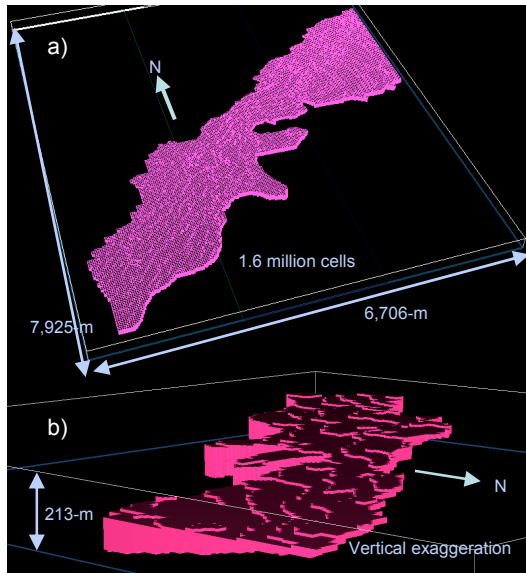 a)
N
1.6 million cells
7,925-m
6,706-m
b)
N
213-m
Vertical exaggeration